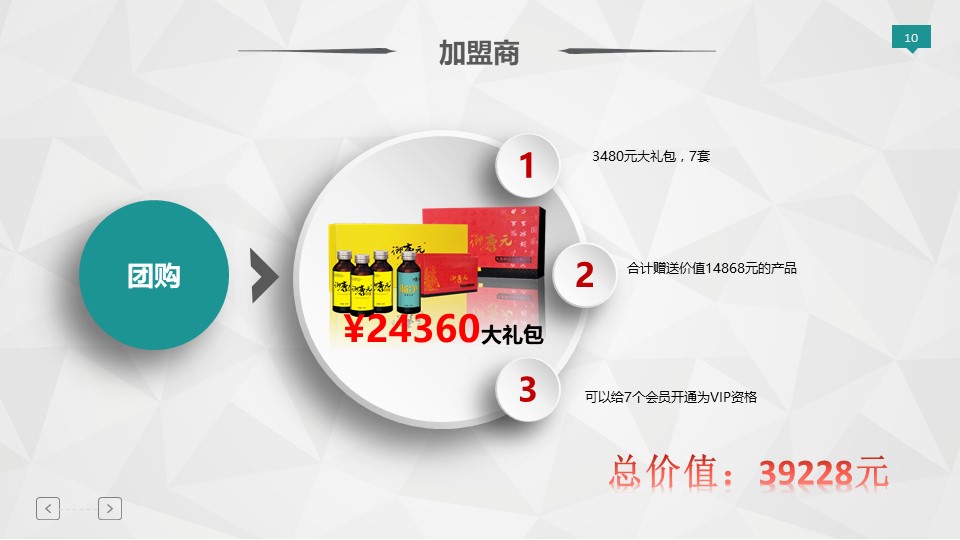 加盟商
10
团购
1
3480元大礼包，7套
2
合计赠送价值14868元的产品
¥24360大礼包
3
可以给7个会员开通为VIP资格
总价值：39228元